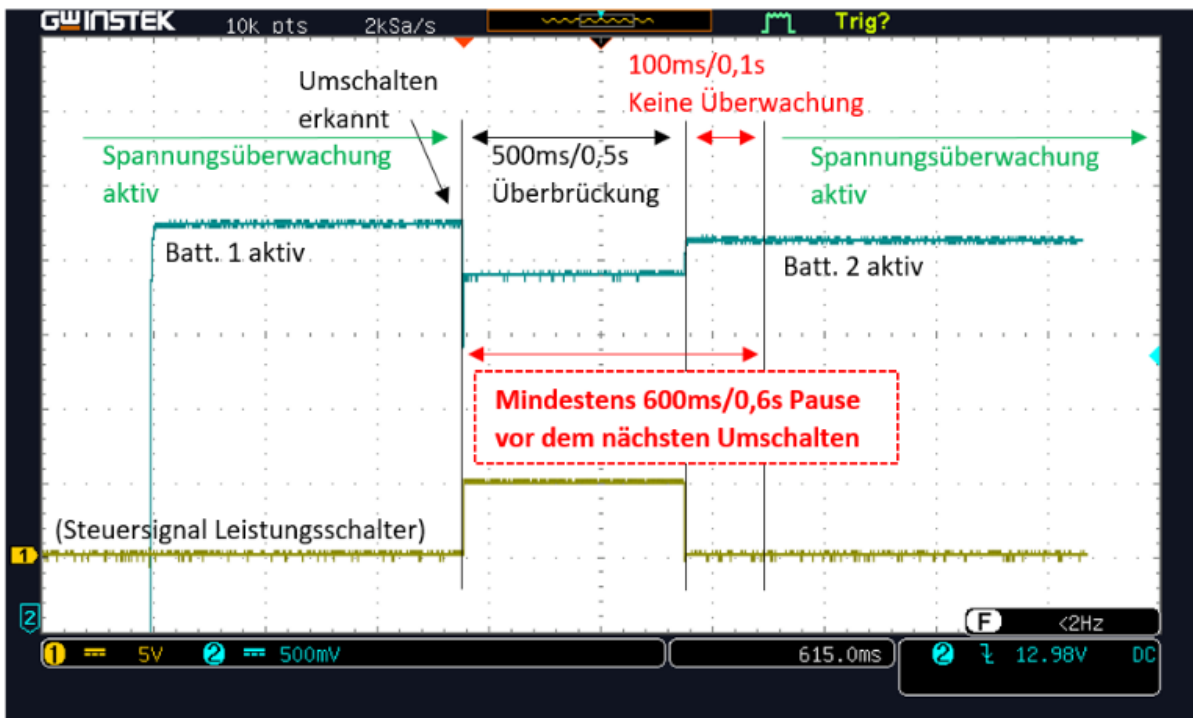 GWINSTEK 10k pts 2kSa/s Trig?
100ms/0,1s
Keine Überwachung
Umschalten
erkannt
Spannungsüberwachung
aktiv
500ms/0,5s
Überbrückung
Spannungsüberwachung
aktiv
Batt. 1 aktiv
Batt. 2 aktiv
Mindestens 600ms/0,6s Pause
vor dem nächsten Umschalten
(Steuersignal Leistungsschalter)
1
2
F <2Hz
1 5V 2 500mV 615.0ms 2 12.98V DC